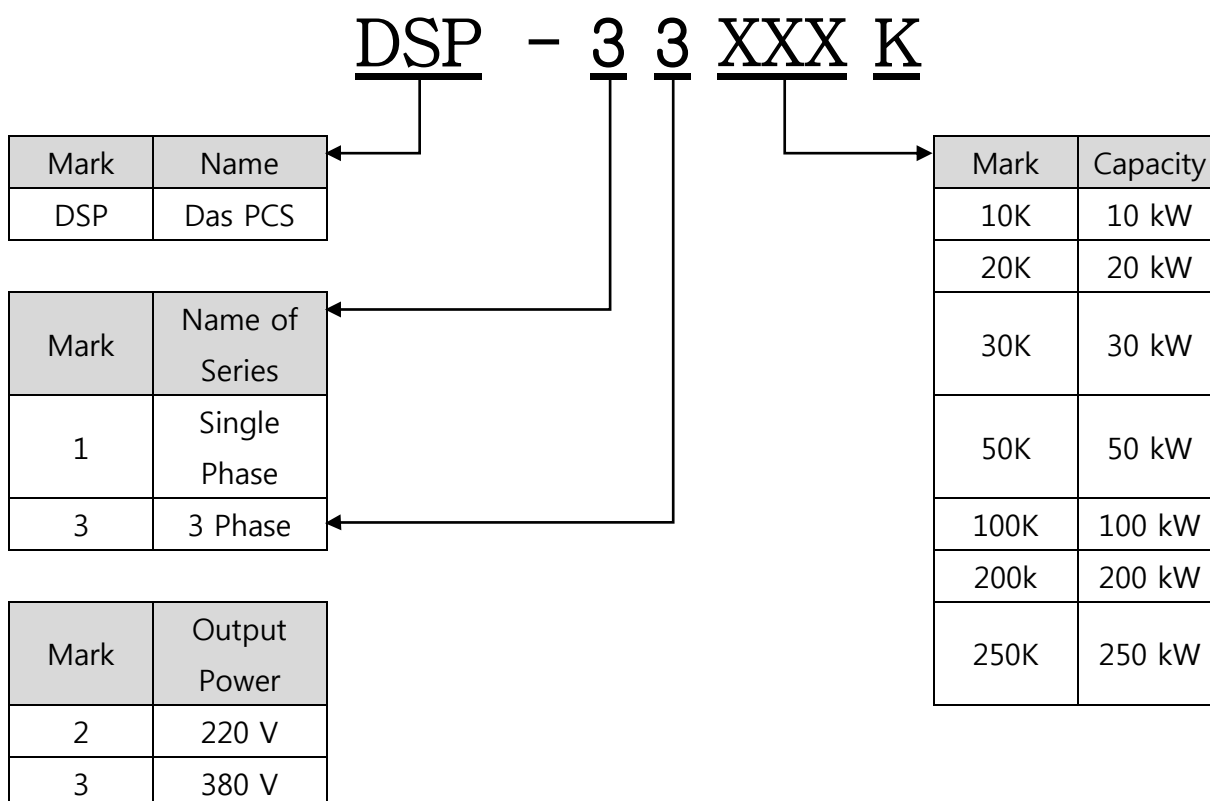 DSP - 3 3 XXX K
Mark Name
DSP Das PCS
Mark Name of
Series
1 Single
Phase
3 3 Phase
Mark Output
Power
2 220 V
3 380 V
Mark Capacity
10K 10 kW
20K 20 kW
30K 30 kW
50K 50 kW
100K 100 kW
200k 200 kW
250K 250 kW